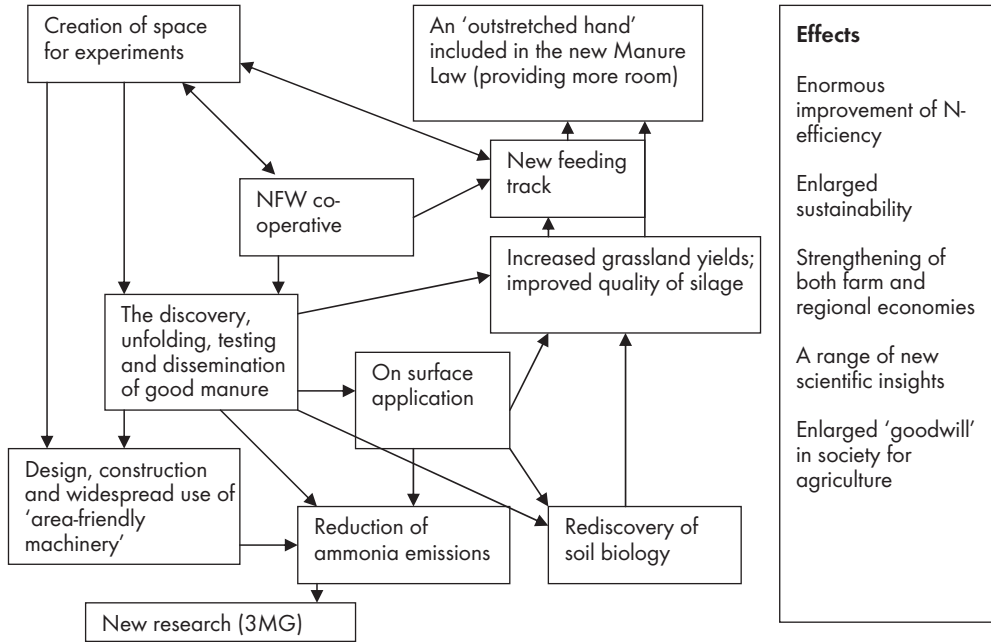 Creation of space
for experiments
An ‘outstretched hand’
included in the new Manure
Law (providing more room)
New feeding
track
NFW co-
operative
Increased grassland yields;
improved quality of silage
The discovery,
unfolding, testing
and dissemination
of good manure
On surface
application
Design, construction
and widespread use of
‘area-friendly
machinery’
Reduction of
ammonia emissions
Rediscovery of
soil biology
New research (3MG)
Effects
Enormous
improvement of N-
efficiency
Enlarged
sustainability
Strengthening of
both farm and
regional economies
A range of new
scientific insights
Enlarged ‘goodwill’
in society for
agriculture